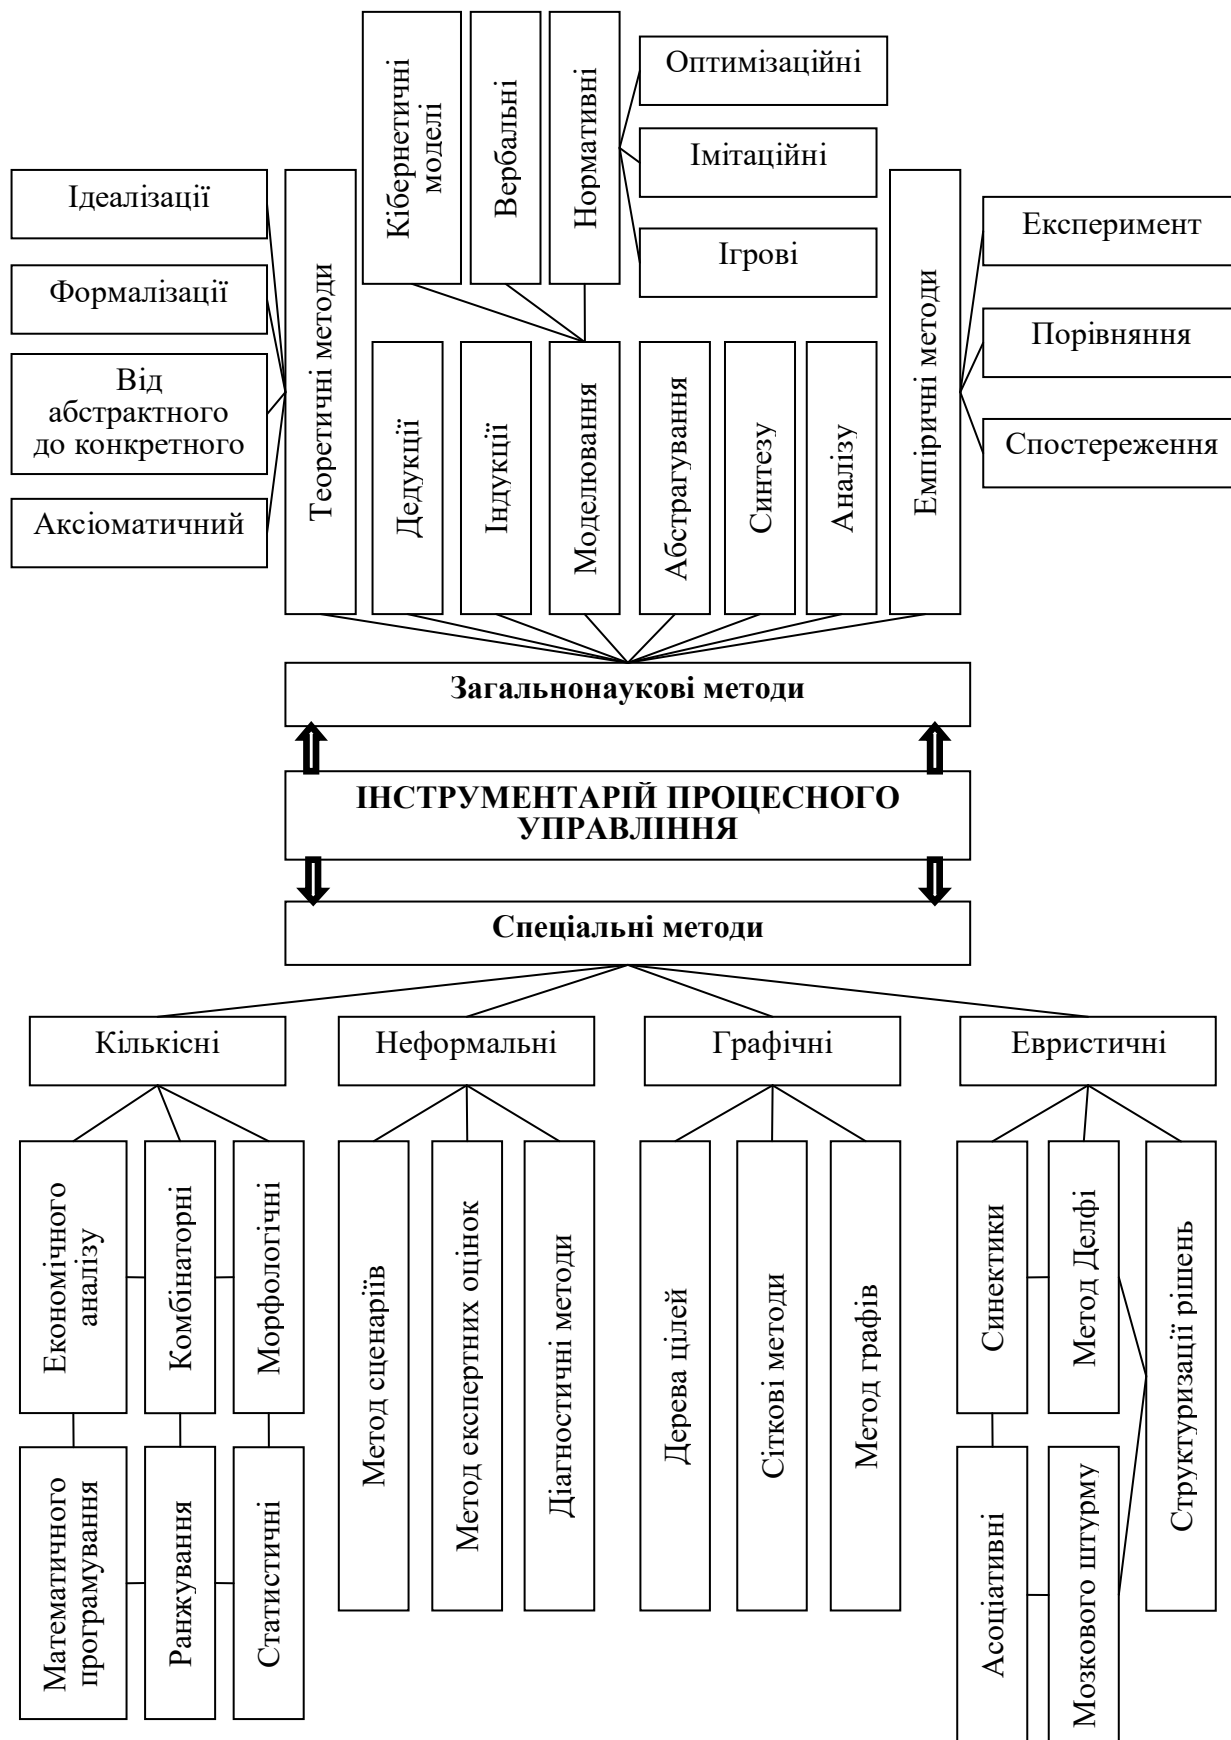 Кібернетичні
моделі
Вербальні
Нормативні
Оптимізаційні
Імітаційні
Ігрові
Ідеалізації
Формалізації
Від
абстрактного
до конкретного
Аксіоматичний
Теоретичні методи
Дедукції
Індукції
Моделювання
Абстрагування
Синтезу
Аналізу
Емпіричні методи
Експеримент
Порівняння
Спостереження
Загальнонаукові методи
ІНСТРУМЕНТАРІЙ ПРОЦЕСНОГО
УПРАВЛІННЯ
Спеціальні методи
Кількісні
Неформальні
Графічні
Евристичні
Економічного
аналізу
Комбінаторні
Морфологічні
Математичного
програмування
Ранжування
Статистичні
Метод сценаріїв
Метод експертних оцінок
Діагностичні методи
Дерева цілей
Сіткові методи
Метод графів
Синектики
Метод Делфі
Структуризації рішень
Асоціативні
Мозкового штурму